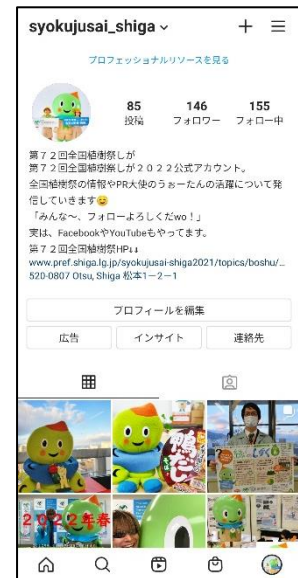 syokujusai_shiga
プロフェッショナルリソースを見る
85 146 155
投稿 フォロワー フォロー中
第７２回全国植樹祭しが
第７２回全国植樹祭しが２０２２公式アカウント。
全国植樹祭の情報やPR大使のうぉーたんの活躍について発
信していきます😉
「みんな～、フォローよろしくだwo！」
実は、FacebookやYouTubeもやってます。
第７２回全国植樹祭HP↓↓
www.pref.shiga.lg.jp/syokujusai-shiga2021/topics/boshu/...
520-0807 Otsu, Shiga 松本１－２－１
プロフィールを編集
広告 インサイト 連絡先
２０２２年春